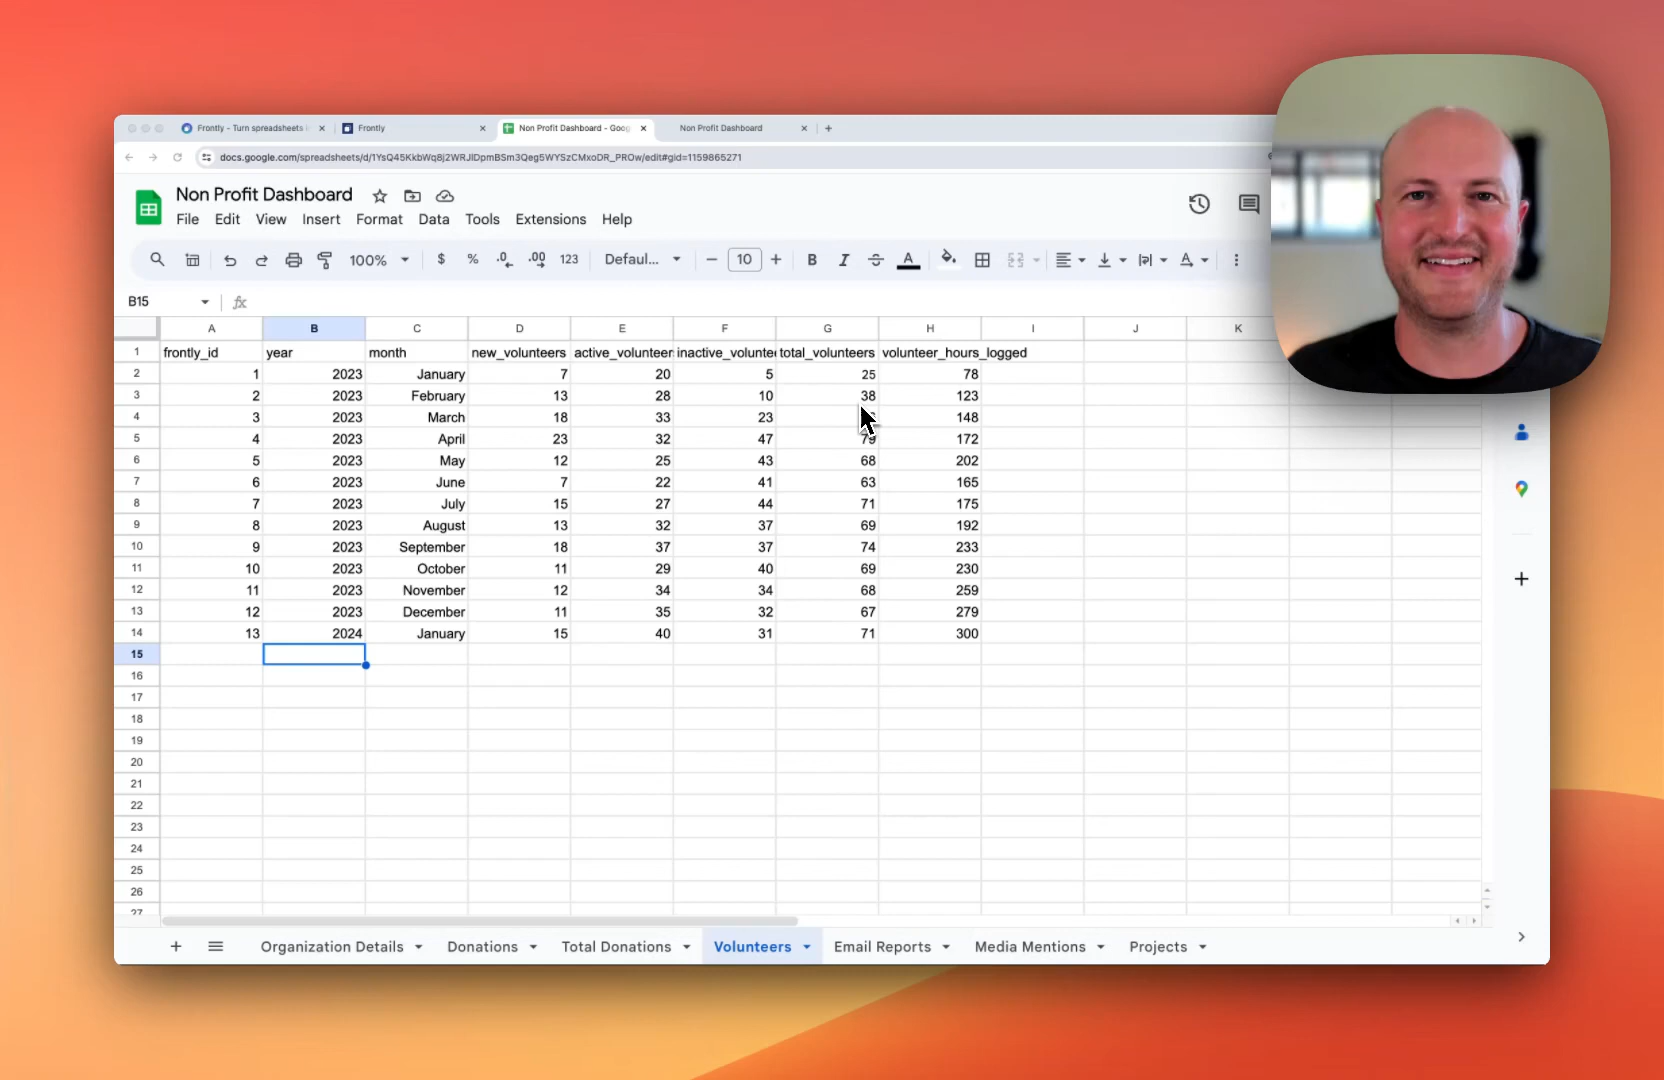 Frontly - Turn spreadsheets i
Frontly
Non Profit Dashboard - Goog
Non Profit Dashboard
docs.google.com/spreadsheets/d/1YsQ45KkbWq8j2WRJlDpmBSm3Qeg5WYSzCMxoDR_PROw/edit#gid=1159865271
Non Profit Dashboard
File Edit View Insert Format Data Tools Extensions Help
100% $ % .0 .00 123 Defaul... − 10 + B I S A
B15 fx
A B C D E F G H I J K
1 frontly_id year month new_volunteers active_volunteer inactive_volunte total_volunteers volunteer_hours_logged
2 1 2023 January 7 20 5 25 78
3 2 2023 February 13 28 10 38 123
4 3 2023 March 18 33 23 148
5 4 2023 April 23 32 47 79 172
6 5 2023 May 12 25 43 68 202
7 6 2023 June 7 22 41 63 165
8 7 2023 July 15 27 44 71 175
9 8 2023 August 13 32 37 69 192
10 9 2023 September 18 37 37 74 233
11 10 2023 October 11 29 40 69 230
12 11 2023 November 12 34 34 68 259
13 12 2023 December 11 35 32 67 279
14 13 2024 January 15 40 31 71 300
15
16
17
18
19
20
21
22
23
24
25
26
27
+ Organization Details Donations Total Donations Volunteers Email Reports Media Mentions Projects